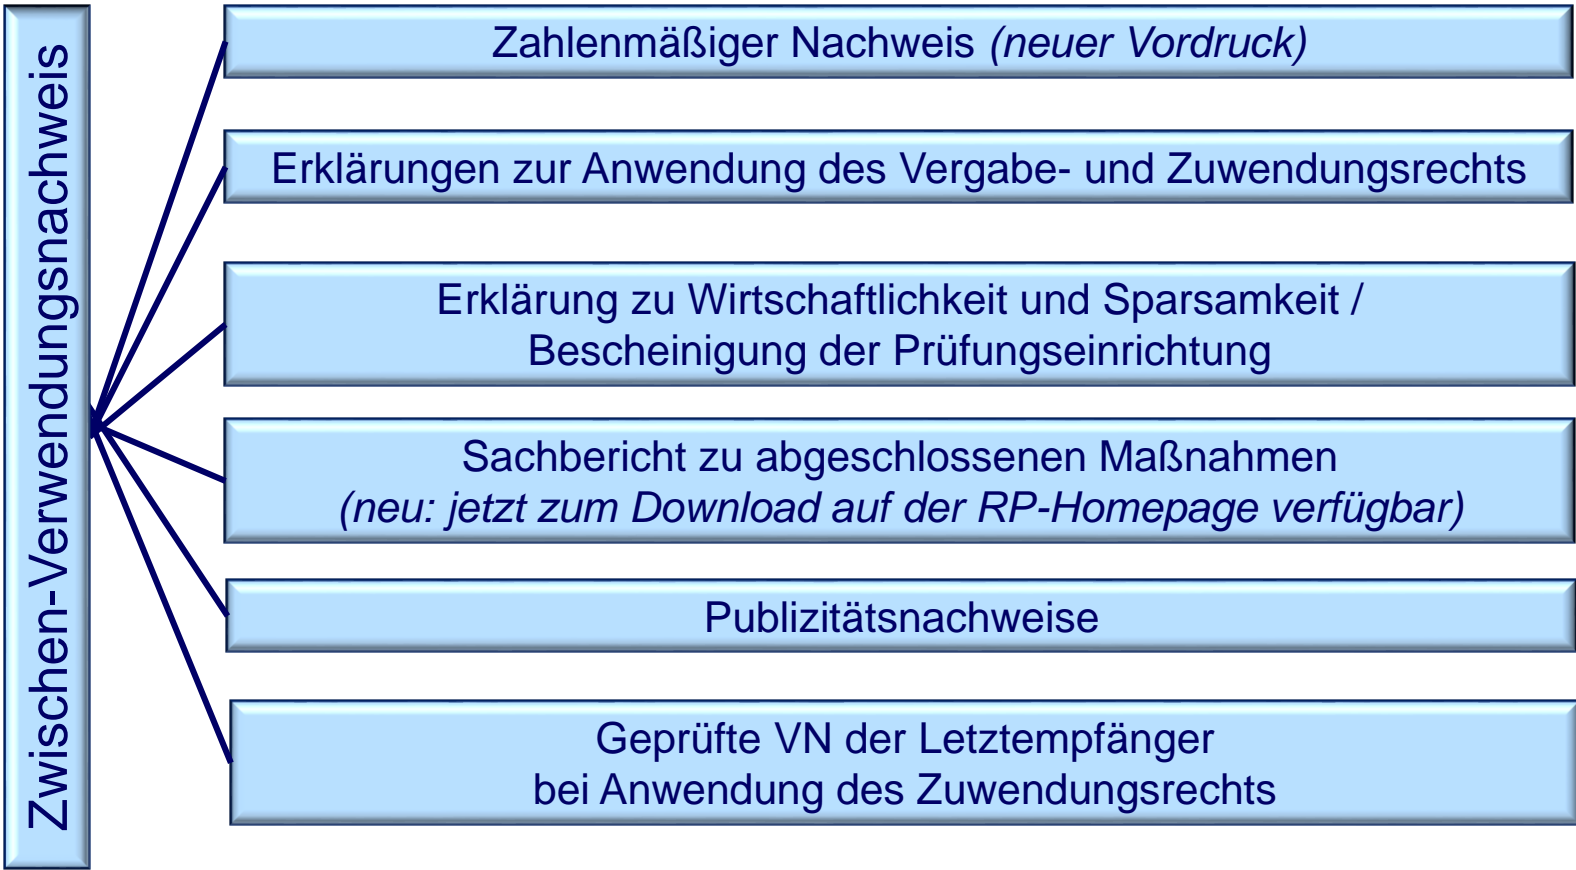 Zwischen-Verwendungsnachweis
Zahlenmäßiger Nachweis (neuer Vordruck)
Erklärungen zur Anwendung des Vergabe- und Zuwendungsrechts
Erklärung zu Wirtschaftlichkeit und Sparsamkeit /
Bescheinigung der Prüfungseinrichtung
Sachbericht zu abgeschlossenen Maßnahmen
(neu: jetzt zum Download auf der RP-Homepage verfügbar)
Publizitätsnachweise
Geprüfte VN der Letztempfänger
bei Anwendung des Zuwendungsrechts